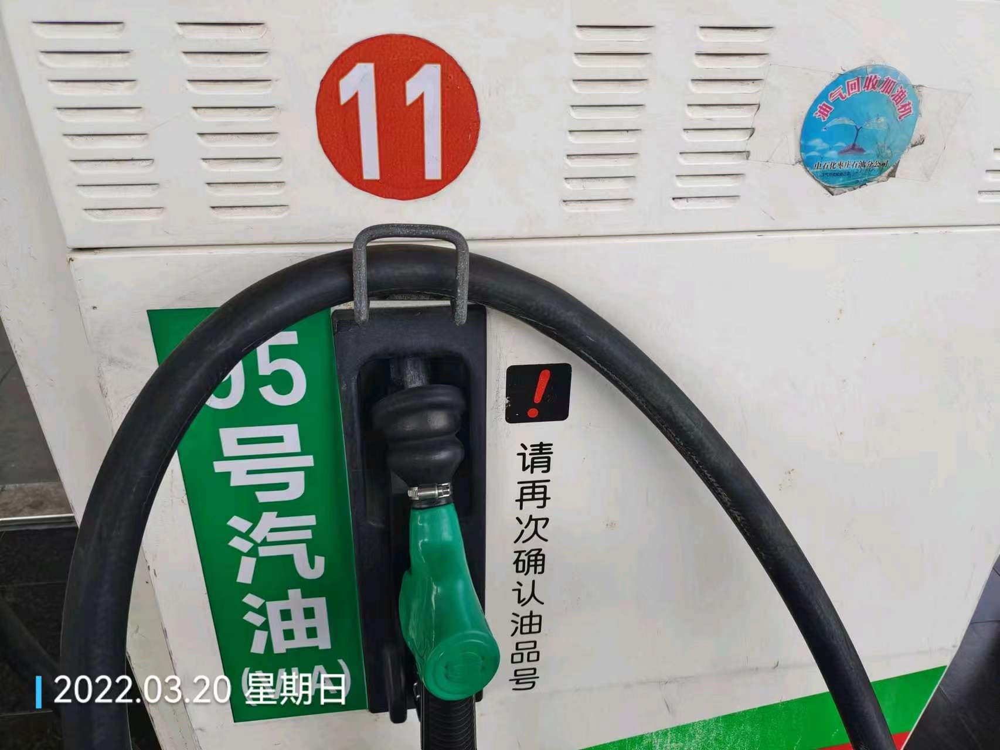 11
油气回收加油机
中石化枣庄石油分公司
95
号
汽
油
请再次确认油品号
2022.03.20 星期日